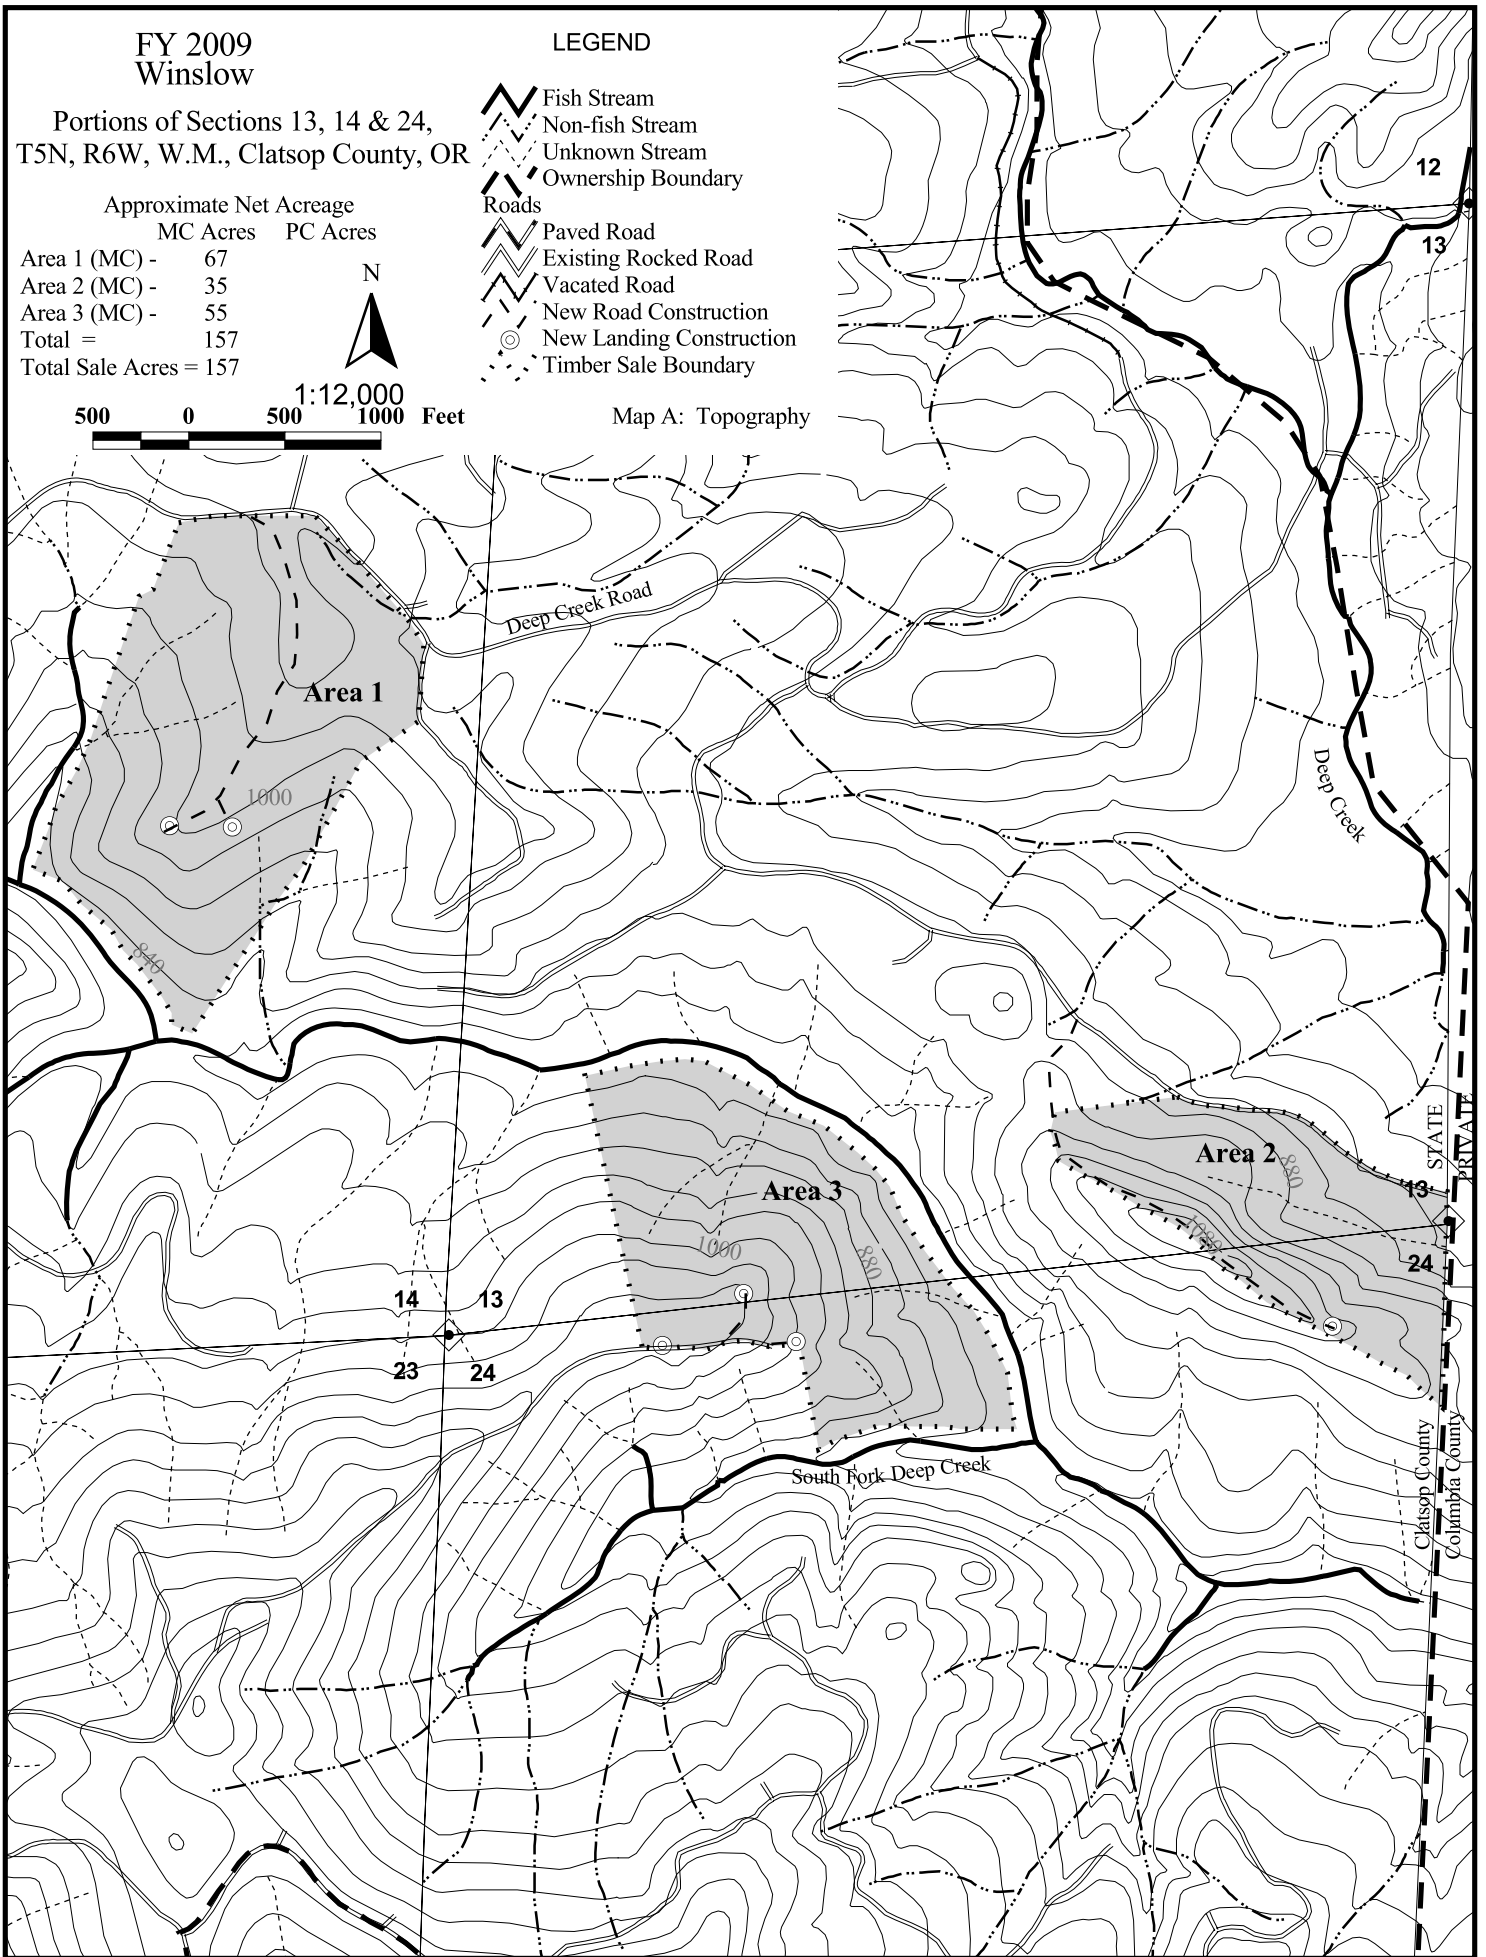 FY 2009
Winslow
Portions of Sections 13, 14 & 24,
T5N, R6W, W.M., Clatsop County, OR
Approximate Net Acreage
MC Acres PC Acres
Area 1 (MC) - 67
Area 2 (MC) - 35
Area 3 (MC) - 55
Total = 157
Total Sale Acres = 157
N
1:12,000
500 0 500 1000 Feet
LEGEND
Fish Stream
Non-fish Stream
Unknown Stream
Ownership Boundary
Roads
Paved Road
Existing Rocked Road
Vacated Road
New Road Construction
New Landing Construction
Timber Sale Boundary
Map A: Topography
12
13
Deep Creek Road
Area 1
1000
840
Deep Creek
STATE
PRIVATE
Area 2
880
1080
13
24
Area 3
1000
880
14 13
23 24
South Fork Deep Creek
Clatsop County
Columbia County